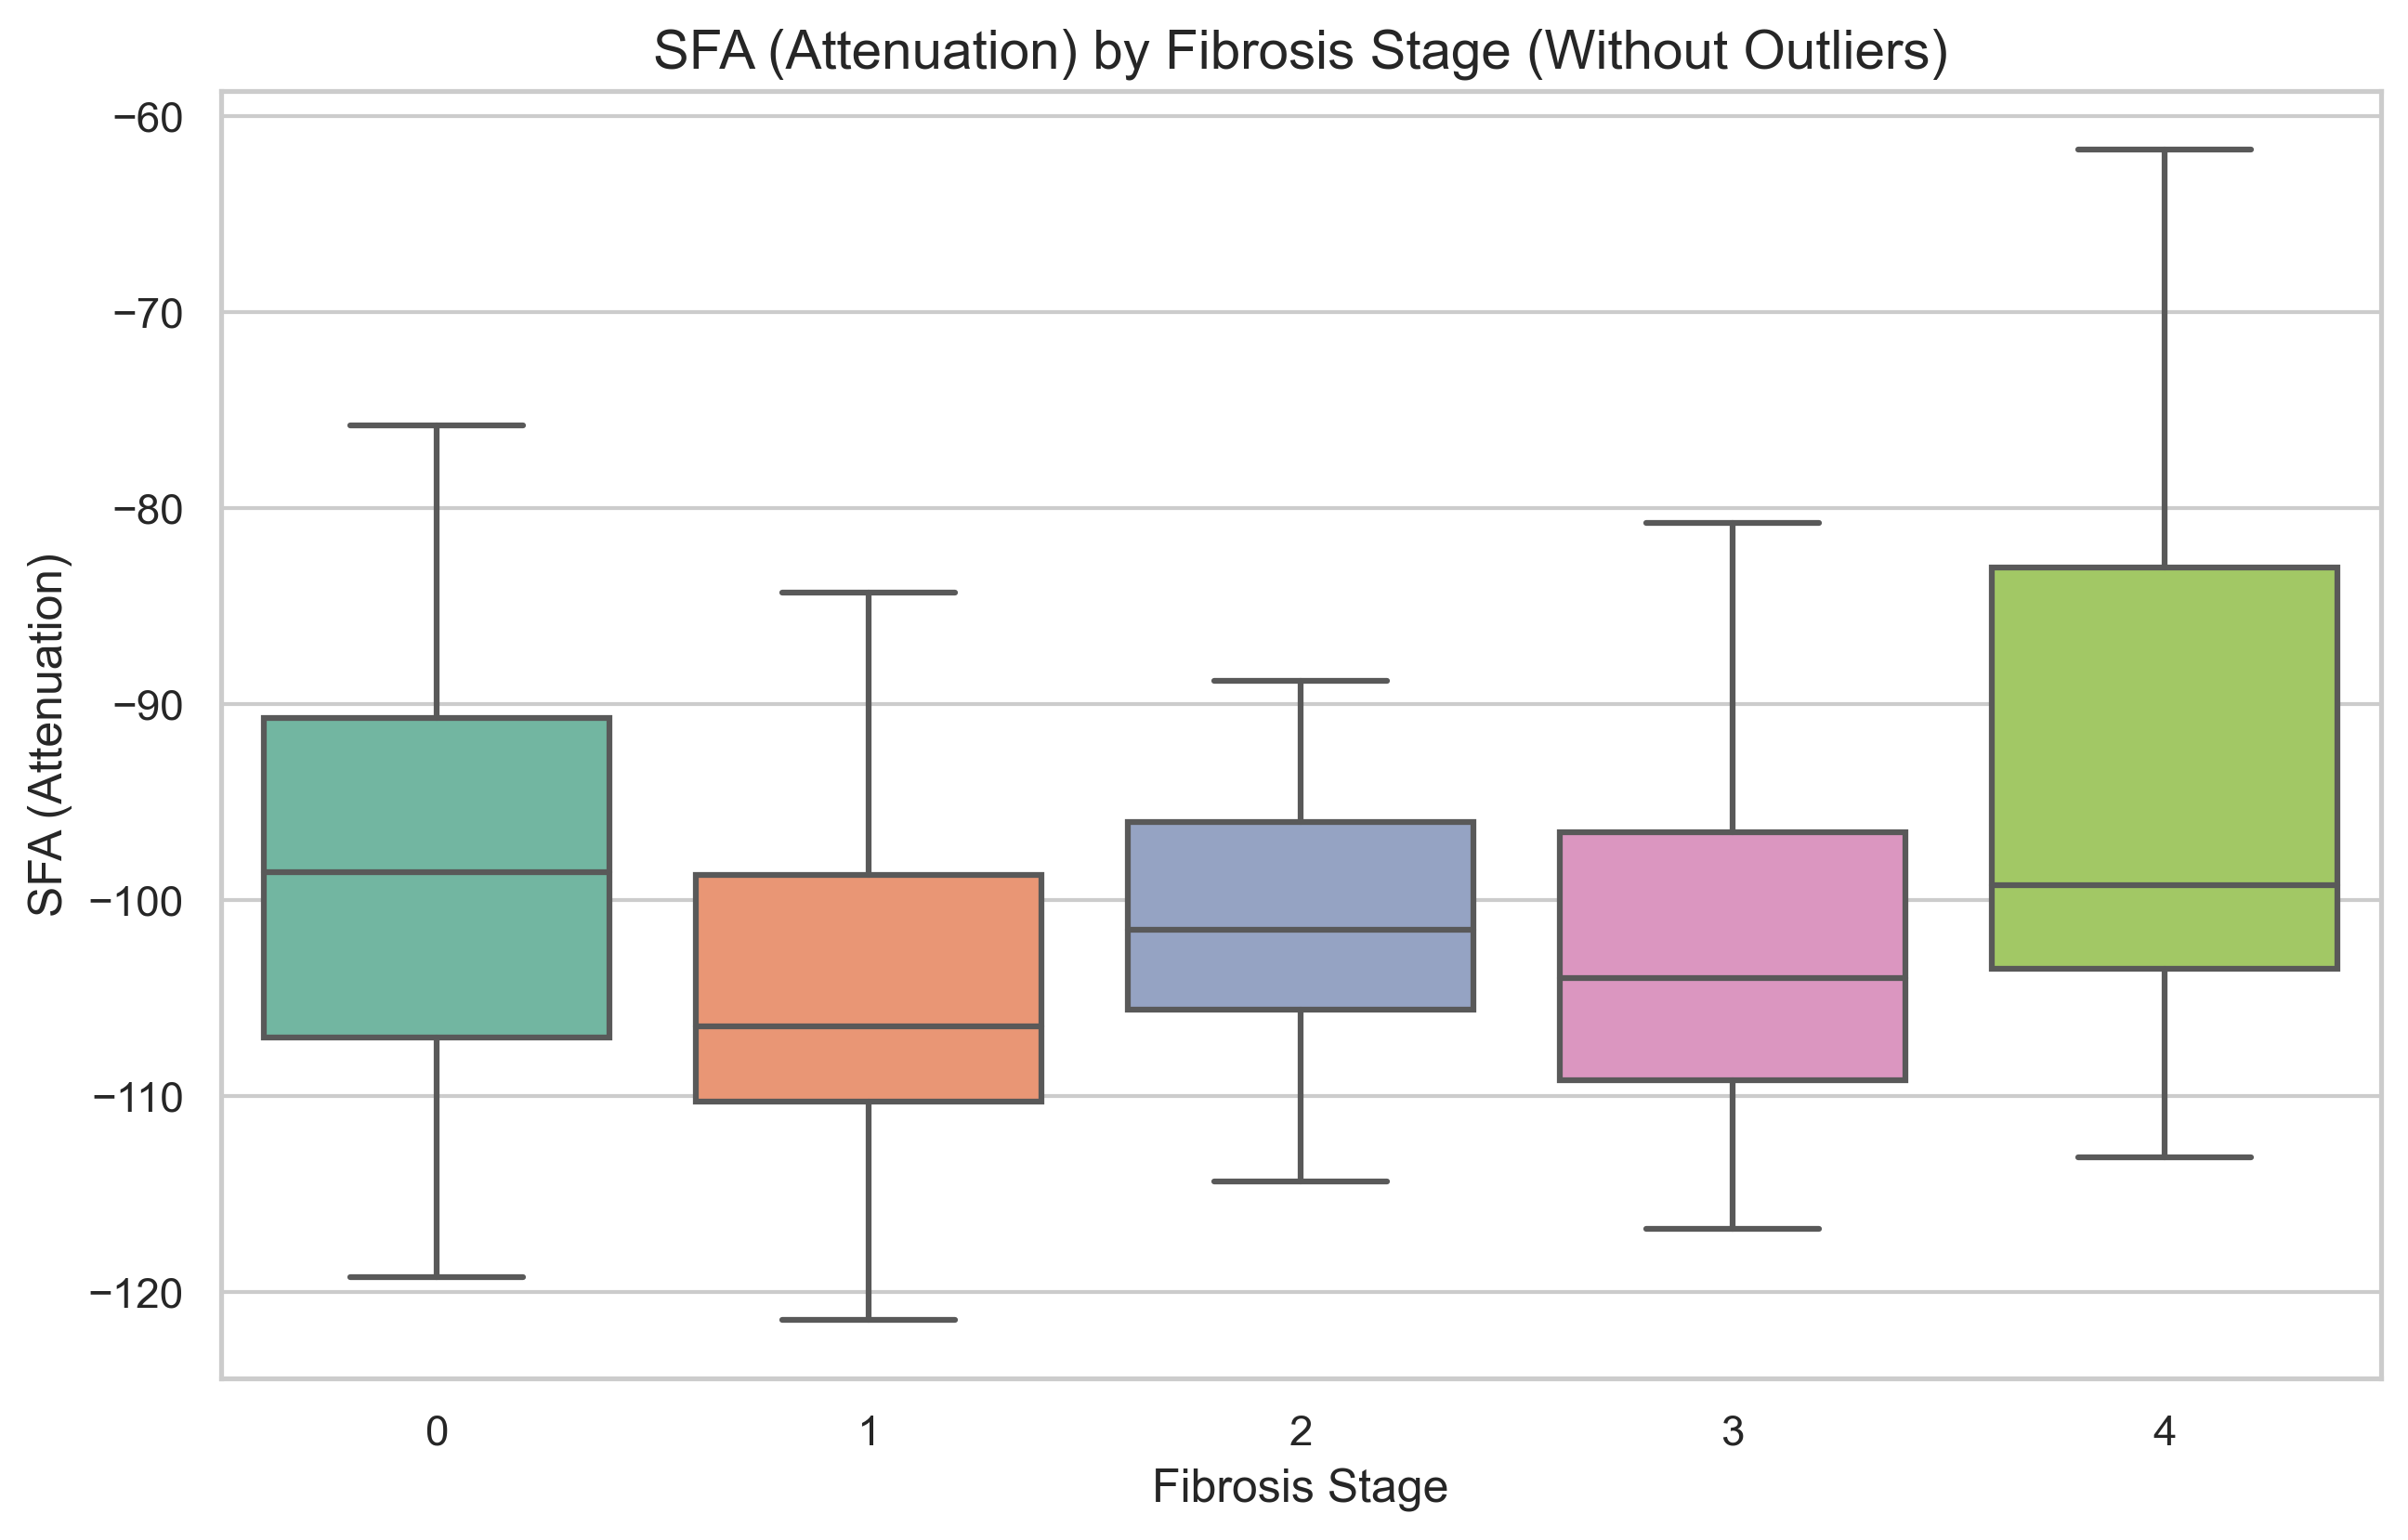 SFA (Attenuation) by Fibrosis Stage (Without Outliers)
SFA (Attenuation)
−60
−70
−80
−90
−100
−110
−120
0 1 2 3 4
Fibrosis Stage